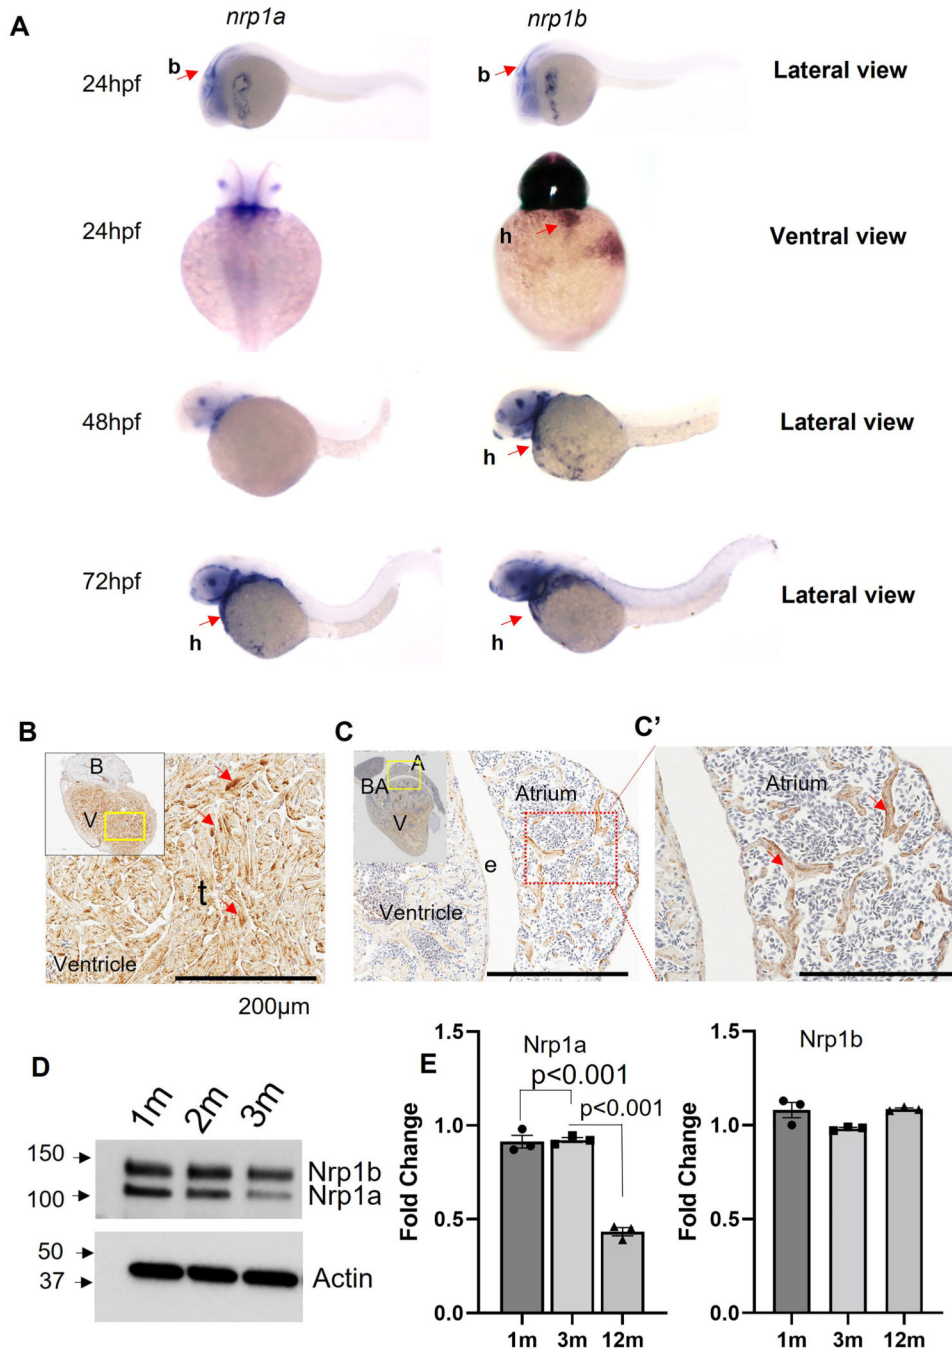 A
nrp1a nrp1b
24hpf b b Lateral view
24hpf h Ventral view
48hpf h Lateral view
72hpf h h Lateral view
B C C’
B
V
t
Ventricle
200µm
A
BA
V
Atrium
e
Ventricle
Atrium
D
1m 2m 3m
150
100
Nrp1b
Nrp1a
50
37
Actin
E
Fold Change
1.5
1.0
0.5
0.0
Nrp1a
p<0.001
p<0.001
1m 3m 12m
Fold Change
1.5
1.0
0.5
0.0
Nrp1b
1m 3m 12m